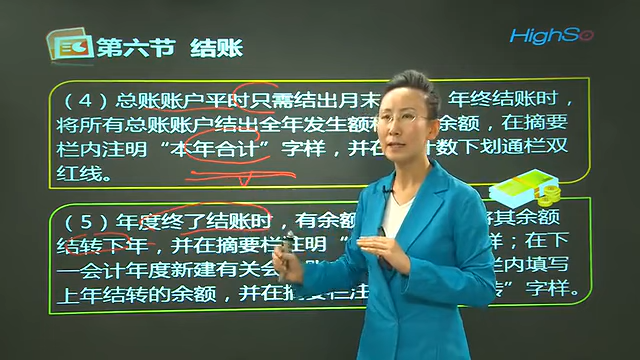 第六节 结账
HighSo
（4）总账账户平时只需结出月末 年终结账时，
将所有总账账户结出全年发生额 余额，在摘要
栏内注明“本年合计”字样，并在 计数下划通栏双
红线。
（5）年度终了结账时，有余额 其余额
结转下年，并在摘要栏注明“ 样；在下
一会计年度新建有关会 栏内填写
上年结转的余额，并在摘要栏注 ”字样。